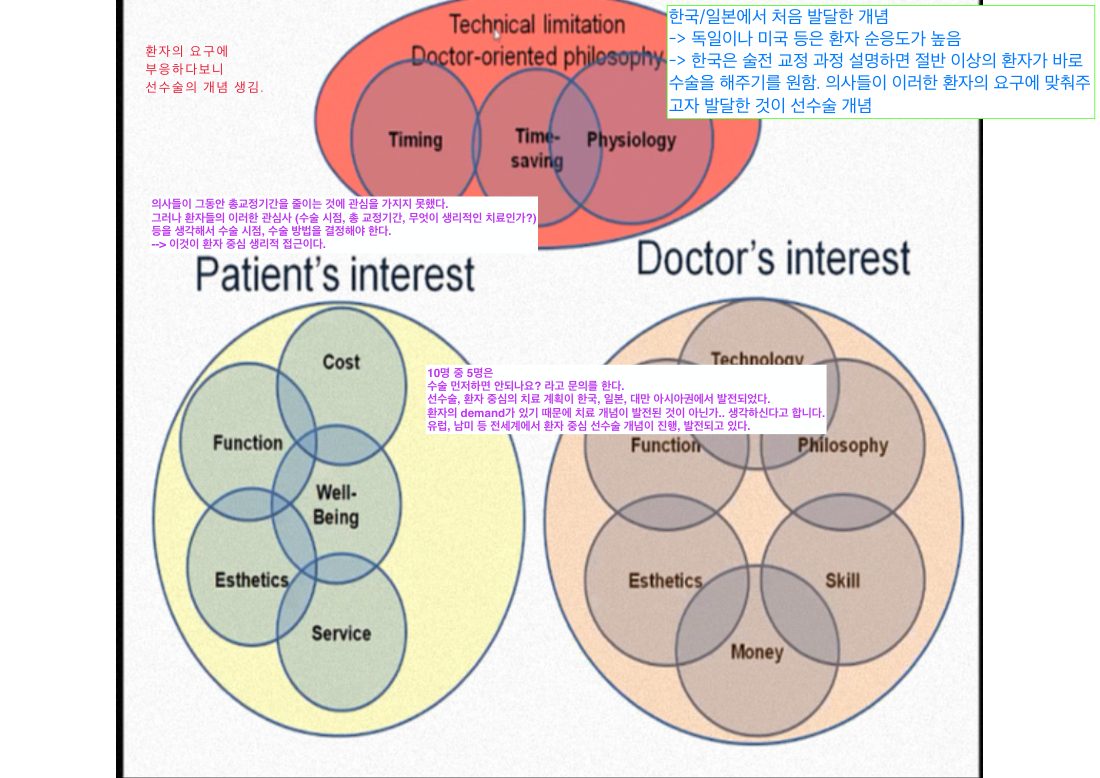 Technical limitation
Doctor-oriented philosophy
한국/일본에서 처음 발달한 개념
-> 독일이나 미국 등은 환자 순응도가 높음
-> 한국은 술전 교정 과정 설명하면 절반 이상의 환자가 바로
수술을 해주기를 원함. 의사들이 이러한 환자의 요구에 맞춰주
고자 발달한 것이 선수술 개념
환자의 요구에
부응하다보니
선수술의 개념 생김.
Timing
Time-
saving
Physiology
의사들이 그동안 총교정기간을 줄이는 것에 관심을 가지지 못했다.
그러나 환자들의 이러한 관심사 (수술 시점, 총 교정기간, 무엇이 생리적인 치료인가?)
등을 생각해서 수술 시점, 수술 방법을 결정해야 한다.
--> 이것이 환자 중심 생리적 접근이다.
Patient's interest
Cost
Function
Well-
Being
Esthetics
Service
Doctor's interest
Technology
10명 중 5명은
수술 먼저하면 안되나요? 라고 문의를 한다.
선수술, 환자 중심의 치료 계획이 한국, 일본, 대만 아시아권에서 발전되었다.
환자의 demand가 있기 때문에 치료 개념이 발전된 것이 아닌가.. 생각하신다고 합니다.
유럽, 남미 등 전세계에서 환자 중심 선수술 개념이 진행, 발전되고 있다.
Function
Philosophy
Esthetics
Skill
Money